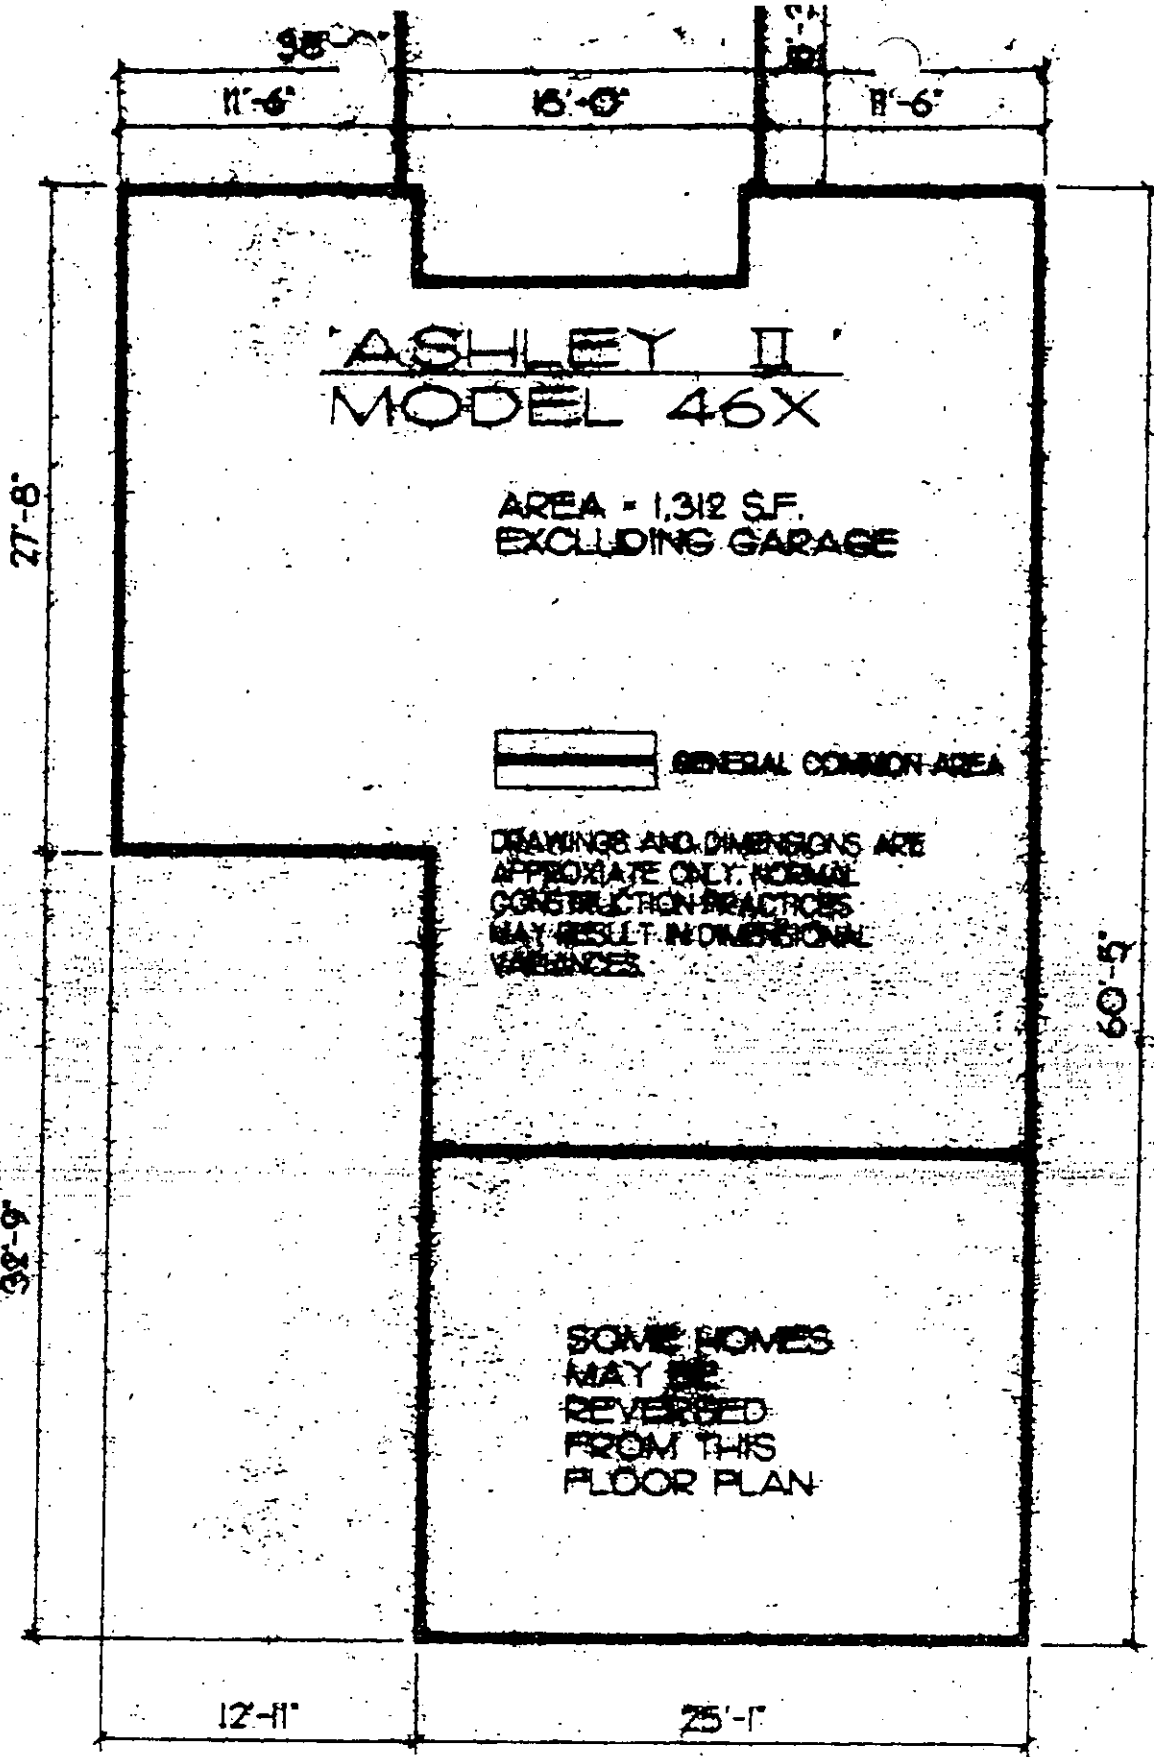 11'-6"
11'-6"
'ASHLEY II'
MODEL 46X
AREA = 1,312 S.F.
EXCLUDING GARAGE
27'-8"
GENERAL COMMON AREA
DRAWINGS AND DIMENSIONS ARE
APPROXIATE ONLY. NORMAL
CONSTRUCTION PRACTICES
MAY RESULT IN DIMENSIONAL
VARIANCES.
60'-5"
32'-9"
SOME HOMES
MAY BE
REVERSED
FROM THIS
FLOOR PLAN
12'-11"
25'-1"